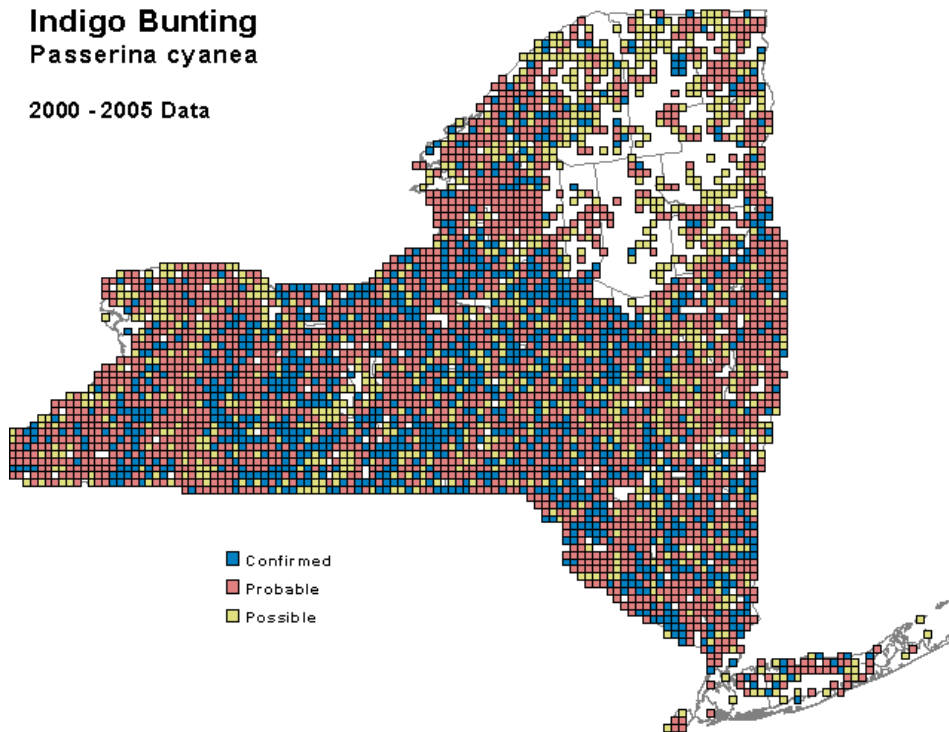 Indigo Bunting
Passerina cyanea
2000 - 2005 Data
Confirmed
Probable
Possible